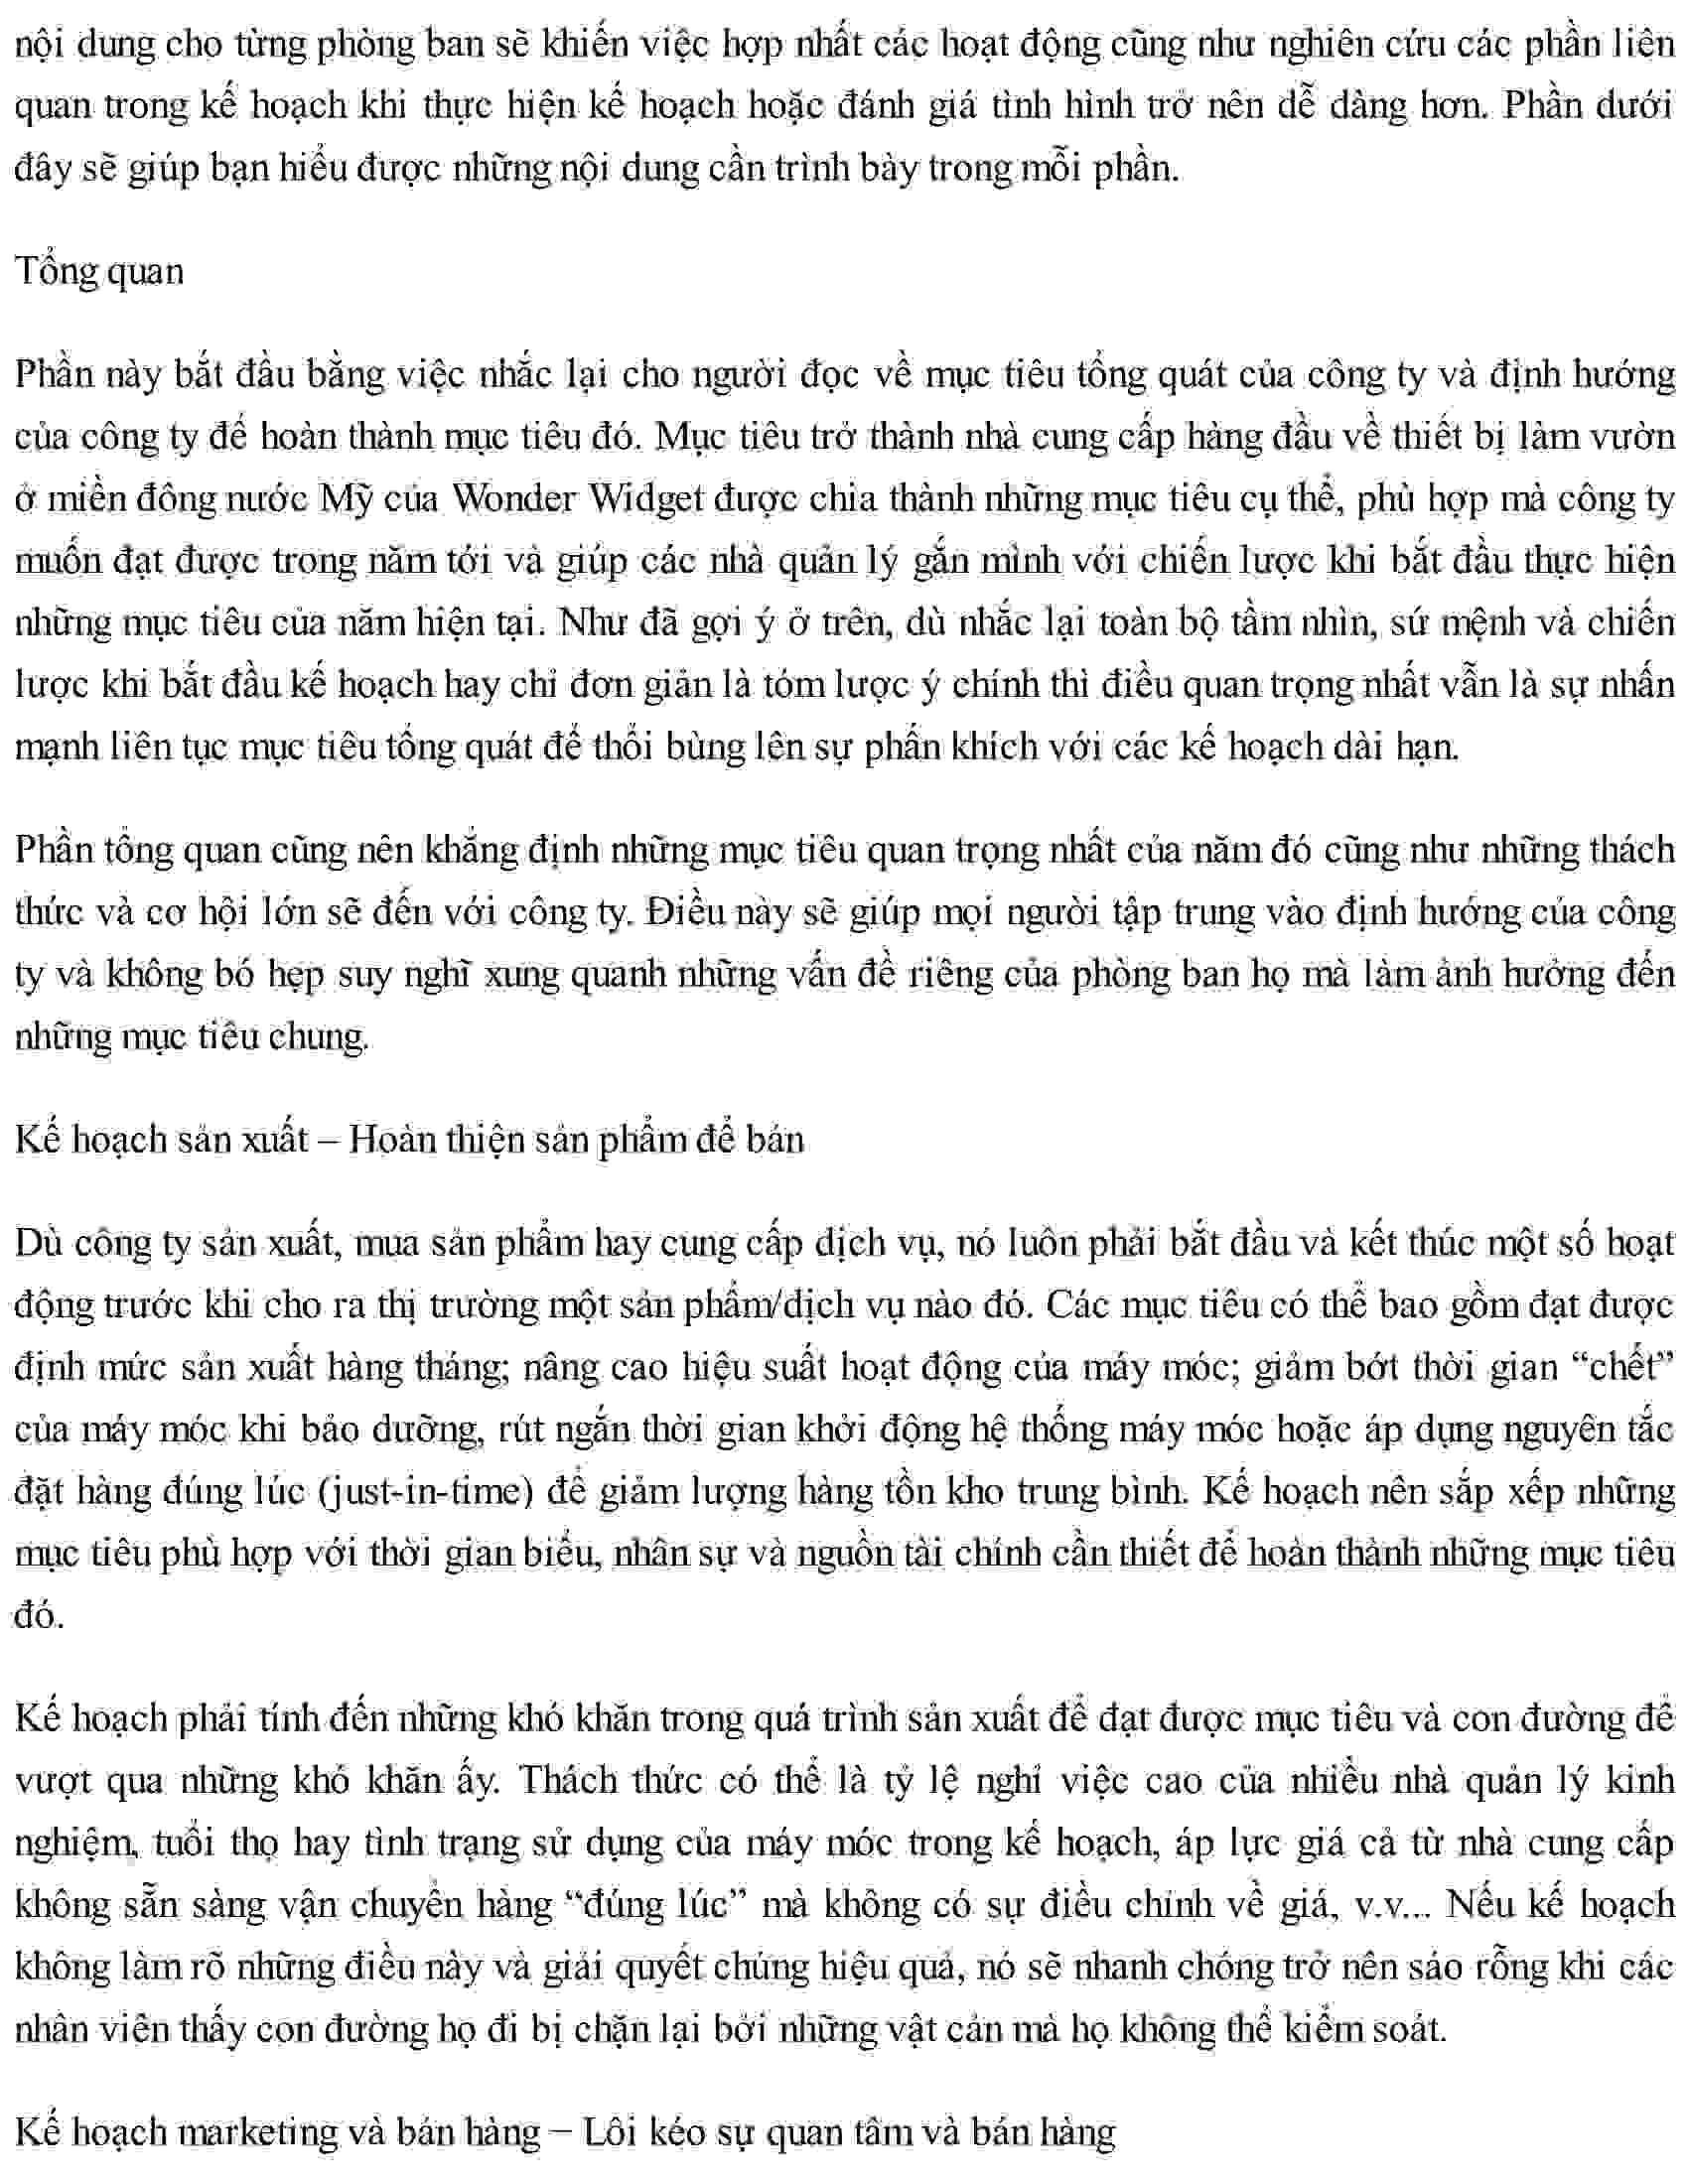 nội dung cho từng phòng ban sẽ khiến việc hợp nhất các hoạt động cũng như nghiên cứu các phần liên
quan trong kế hoạch khi thực hiện kế hoạch hoặc đánh giá tình hình trở nên dễ dàng hơn. Phần dưới
đây sẽ giúp bạn hiểu được những nội dung cần trình bày trong mỗi phần.
Tổng quan
Phần này bắt đầu bằng việc nhắc lại cho người đọc về mục tiêu tổng quát của công ty và định hướng
của công ty để hoàn thành mục tiêu đó. Mục tiêu trở thành nhà cung cấp hàng đầu về thiết bị làm vườn
ở miền đông nước Mỹ của Wonder Widget được chia thành những mục tiêu cụ thể, phù hợp mà công ty
muốn đạt được trong năm tới và giúp các nhà quản lý gắn mình với chiến lược khi bắt đầu thực hiện
những mục tiêu của năm hiện tại. Như đã gợi ý ở trên, dù nhắc lại toàn bộ tầm nhìn, sứ mệnh và chiến
lược khi bắt đầu kế hoạch hay chỉ đơn giản là tóm lược ý chính thì điều quan trọng nhất vẫn là sự nhấn
mạnh liên tục mục tiêu tổng quát để thổi bùng lên sự phấn khích với các kế hoạch dài hạn.
Phần tổng quan cũng nên khẳng định những mục tiêu quan trọng nhất của năm đó cũng như những thách
thức và cơ hội lớn sẽ đến với công ty. Điều này sẽ giúp mọi người tập trung vào định hướng của công
ty và không bó hẹp suy nghĩ xung quanh những vấn đề riêng của phòng ban họ mà làm ảnh hưởng đến
những mục tiêu chung.
Kế hoạch sản xuất – Hoàn thiện sản phẩm để bán
Dù công ty sản xuất, mua sản phẩm hay cung cấp dịch vụ, nó luôn phải bắt đầu và kết thúc một số hoạt
động trước khi cho ra thị trường một sản phẩm/dịch vụ nào đó. Các mục tiêu có thể bao gồm đạt được
định mức sản xuất hàng tháng; nâng cao hiệu suất hoạt động của máy móc; giảm bớt thời gian “chết”
của máy móc khi bảo dưỡng, rút ngắn thời gian khởi động hệ thống máy móc hoặc áp dụng nguyên tắc
đặt hàng đúng lúc (just-in-time) để giảm lượng hàng tồn kho trung bình. Kế hoạch nên sắp xếp những
mục tiêu phù hợp với thời gian biểu, nhân sự và nguồn tài chính cần thiết để hoàn thành những mục tiêu
đó.
Kế hoạch phải tính đến những khó khăn trong quá trình sản xuất để đạt được mục tiêu và con đường để
vượt qua những khó khăn ấy. Thách thức có thể là tỷ lệ nghỉ việc cao của nhiều nhà quản lý kinh
nghiệm, tuổi thọ hay tình trạng sử dụng của máy móc trong kế hoạch, áp lực giá cả từ nhà cung cấp
không sẵn sàng vận chuyển hàng “đúng lúc” mà không có sự điều chỉnh về giá, v.v... Nếu kế hoạch
không làm rõ những điều này và giải quyết chúng hiệu quả, nó sẽ nhanh chóng trở nên sáo rỗng khi các
nhân viên thấy con đường họ đi bị chặn lại bởi những vật cản mà họ không thể kiểm soát.
Kế hoạch marketing và bán hàng – Lôi kéo sự quan tâm và bán hàng